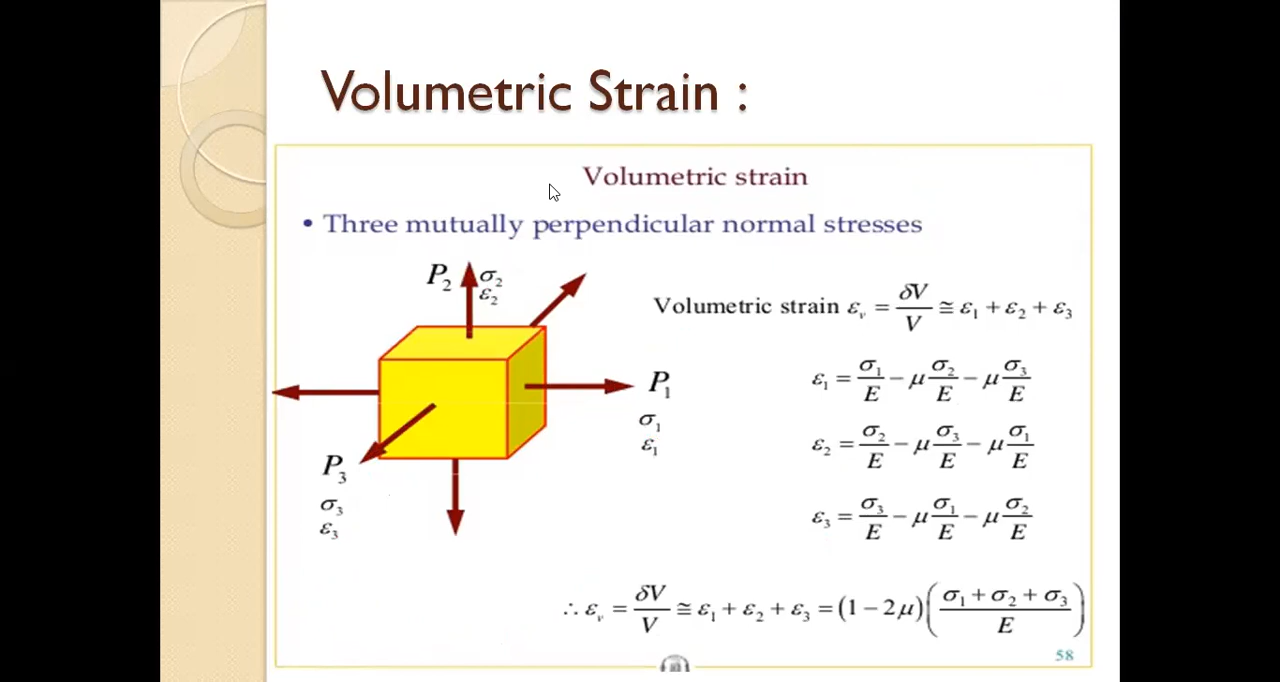 Volumetric Strain :
Volumetric strain
• Three mutually perpendicular normal stresses
P₂ σ₂
ε₂
Volumetric strain εᵥ = δV/V ≅ ε₁ + ε₂ + ε₃
P₁
σ₁
ε₁
ε₁ = σ₁/E − μ σ₂/E − μ σ₃/E
ε₂ = σ₂/E − μ σ₃/E − μ σ₁/E
P₃
σ₃
ε₃
ε₃ = σ₃/E − μ σ₁/E − μ σ₂/E
∴ εᵥ = δV/V ≅ ε₁ + ε₂ + ε₃ = (1 − 2μ)((σ₁ + σ₂ + σ₃)/E)
58